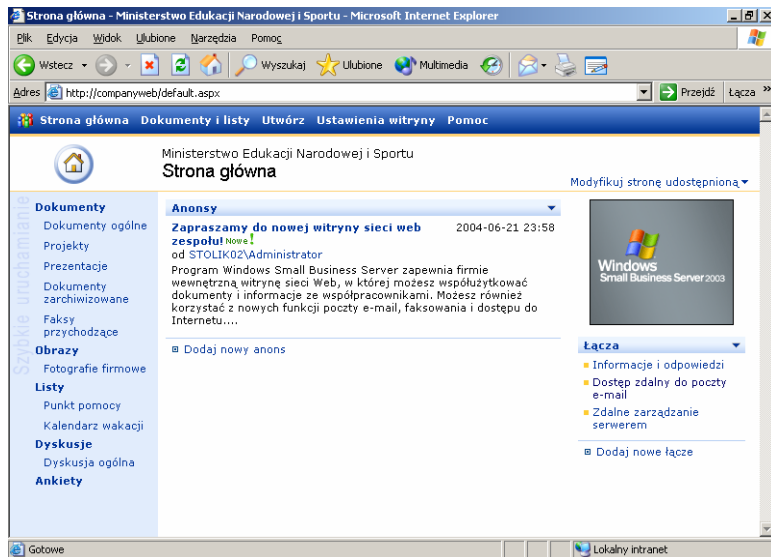 Strona główna - Ministerstwo Edukacji Narodowej i Sportu - Microsoft Internet Explorer
Plik Edycja Widok Ulubione Narzędzia Pomoc
Wstecz Wyszukaj Ulubione Multimedia
Adres http://companyweb/default.aspx Przejdź Łącza »
Strona główna Dokumenty i listy Utwórz Ustawienia witryny Pomoc
Ministerstwo Edukacji Narodowej i Sportu
Strona główna
Modyfikuj stronę udostępnioną
Szybkie uruchamianie
Dokumenty
Dokumenty ogólne
Projekty
Prezentacje
Dokumenty
zarchiwizowane
Faksy
przychodzące
Obrazy
Fotografie firmowe
Listy
Punkt pomocy
Kalendarz wakacji
Dyskusje
Dyskusja ogólna
Ankiety
Anonsy
Zapraszamy do nowej witryny sieci web 2004-06-21 23:58
zespołu! Nowe!
od STOLIK02\Administrator
Program Windows Small Business Server zapewnia firmie
wewnętrzną witrynę sieci Web, w której możesz współużytkować
dokumenty i informacje ze współpracownikami. Możesz również
korzystać z nowych funkcji poczty e-mail, faksowania i dostępu do
Internetu....
Dodaj nowy anons
Windows
Small Business Server 2003
Łącza
Informacje i odpowiedzi
Dostęp zdalny do poczty
e-mail
Zdalne zarządzanie
serwerem
Dodaj nowe łącze
Gotowe Lokalny intranet